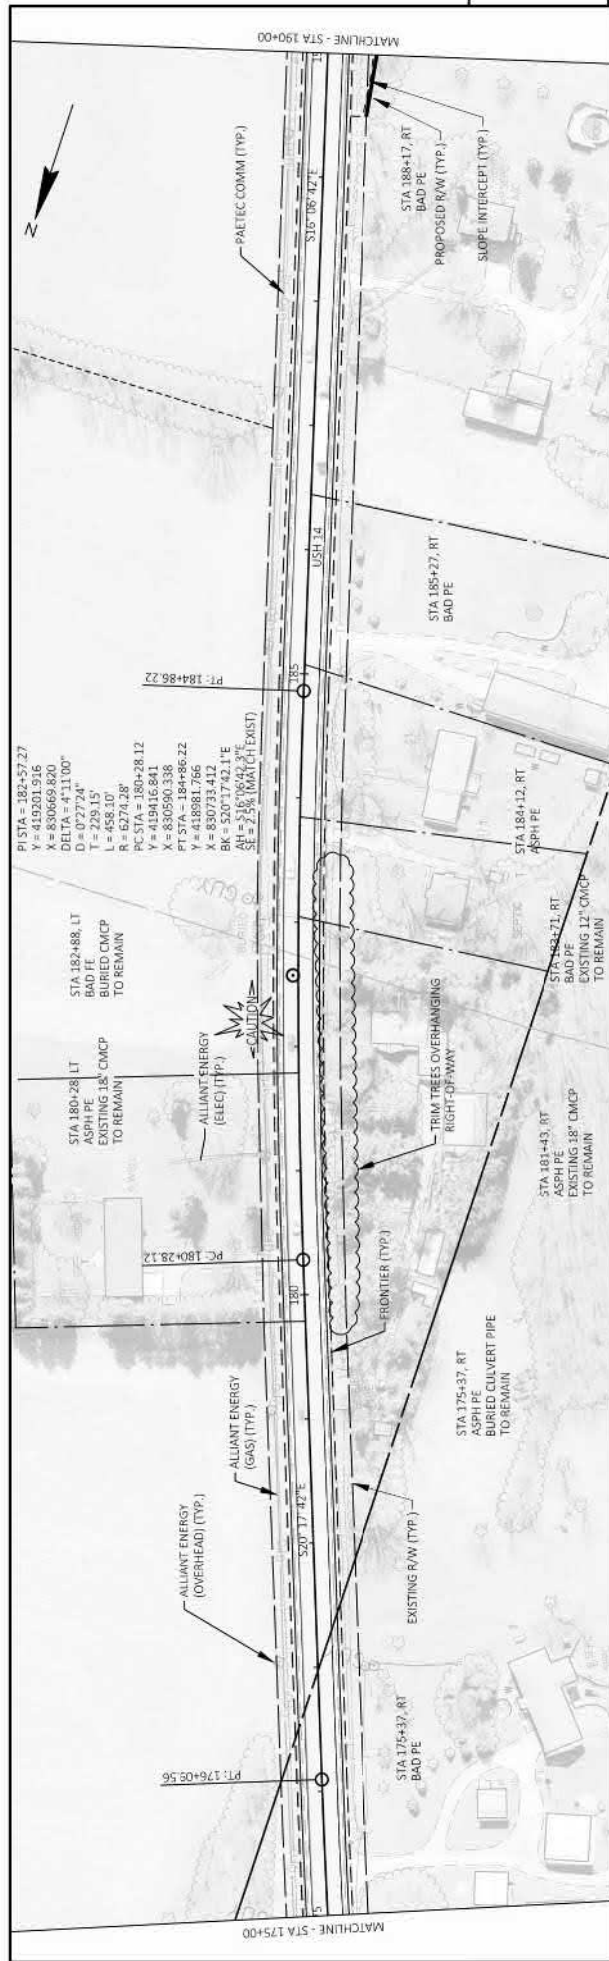 MATCHLINE - STA 175+00
PT: 176+09.56
STA 175+37, RT
BAD PE
ALLIANT ENERGY
(OVERHEAD) (TYP.)
ALLIANT ENERGY
(GAS) (TYP.)
S20° 17' 42"E
EXISTING R/W (TYP.)
STA 175+37, RT
ASPH PE
BURIED CULVERT PIPE
TO REMAIN
180
PC: 180+28.12
FRONTIER (TYP.)
STA 180+28, LT
ASPH PE
EXISTING 18" CMCP
TO REMAIN
ALLIANT ENERGY
(ELEC) (TYP.)
CAUTION
TRIM TREES OVERHANGING
RIGHT-OF-WAY
STA 181+43, RT
ASPH PE
EXISTING 18" CMCP
TO REMAIN
STA 182+88, LT
BAD FE
BURIED CMCP
TO REMAIN
STA 183+71, RT
BAD PE
EXISTING 12" CMCP
TO REMAIN
PI STA = 182+57.27
Y = 419201.916
X = 830669.820
DELTA = 4°11'00"
D = 0°27'24"
T = 229.15'
L = 458.10'
R = 6274.28'
PC STA = 180+28.12
Y = 419416.841
X = 830590.338
PT STA = 184+86.22
Y = 418981.766
X = 830733.412
BK = S20°17'42.1"E
AH = S16°06'42.3"E
SE = 2.5% (MATCH EXIST)
STA 184+12, RT
ASPH PE
PT: 184+86.22
185
STA 185+27, RT
BAD PE
USH 14
PAETEC COMM (TYP.)
N
S16° 06' 42"E
STA 188+17, RT
BAD PE
PROPOSED R/W (TYP.)
SLOPE INTERCEPT (TYP.)
MATCHLINE - STA 190+00